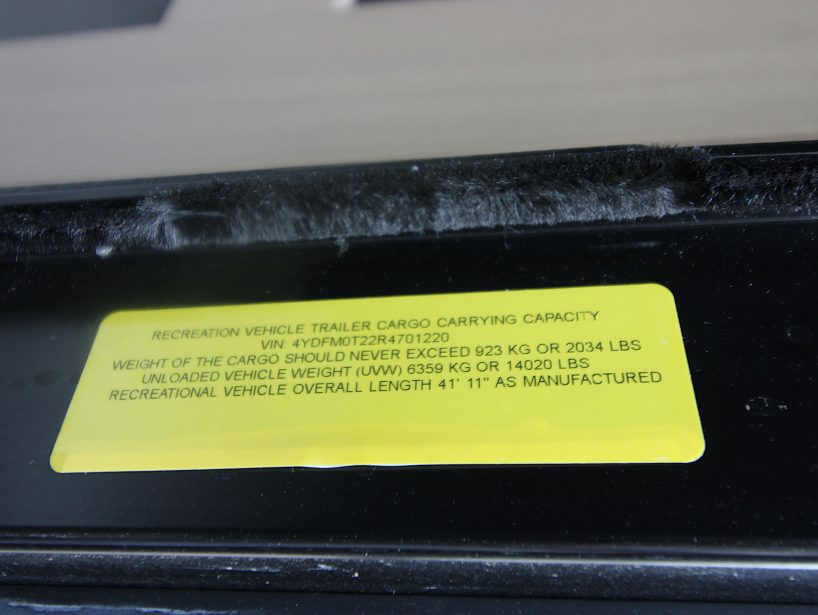 RECREATION VEHICLE TRAILER CARGO CARRYING CAPACITY
VIN: 4YDFM0T22R4701220
WEIGHT OF THE CARGO SHOULD NEVER EXCEED 923 KG OR 2034 LBS
UNLOADED VEHICLE WEIGHT (UVW) 6359 KG OR 14020 LBS
RECREATIONAL VEHICLE OVERALL LENGTH 41' 11" AS MANUFACTURED